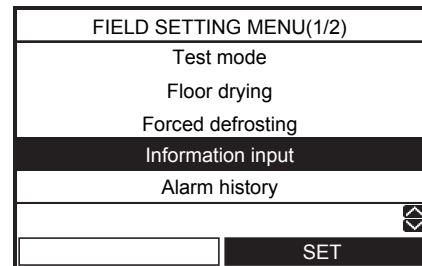 FIELD SETTING MENU(1/2)
Test mode
Floor drying
Forced defrosting
Information input
Alarm history
SET